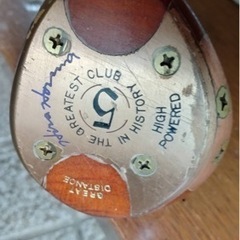 THE GREATEST CLUB
IN HISTORY
5
HIGH
POWERED
GREAT
DISTANCE